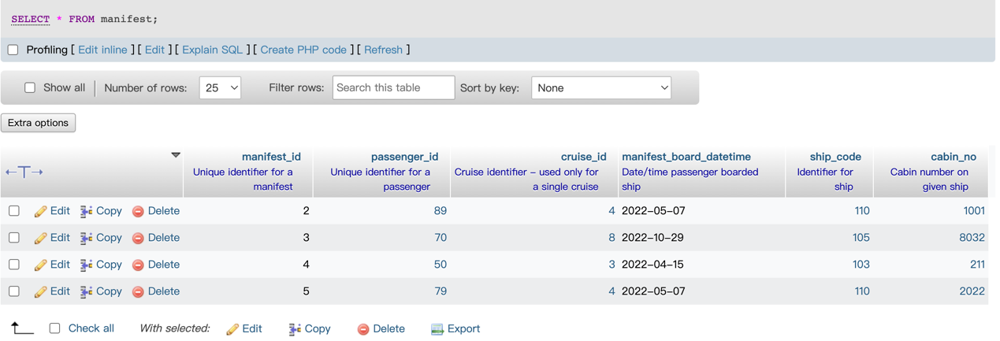 SELECT * FROM manifest;
Profiling [ Edit inline ] [ Edit ] [ Explain SQL ] [ Create PHP code ] [ Refresh ]
Show all Number of rows: 25 Filter rows: Search this table Sort by key: None
Extra options
←T→ manifest_id passenger_id cruise_id manifest_board_datetime ship_code cabin_no
Unique identifier for a Unique identifier for a Cruise identifier - used only for Date/time passenger boarded Identifier for Cabin number on
manifest passenger a single cruise ship ship given ship
Edit Copy Delete 2 89 4 2022-05-07 110 1001
Edit Copy Delete 3 70 8 2022-10-29 105 8032
Edit Copy Delete 4 50 3 2022-04-15 103 211
Edit Copy Delete 5 79 4 2022-05-07 110 2022
Check all With selected: Edit Copy Delete Export